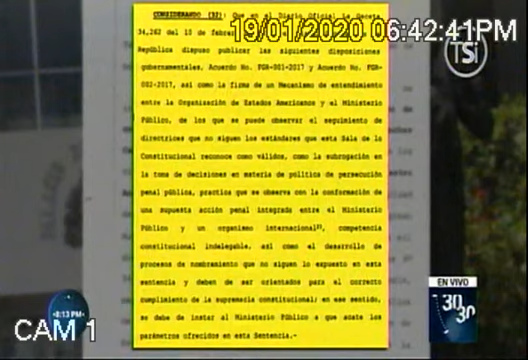 19/01/2020 06:42:41PM
TSi
CONSIDERANDO (32): Que en el Diario Oficial La Gaceta
34,262 del 10 de febrero
República dispuso publicar las siguientes disposiciones
gubernamentales, Acuerdo No. FGR-001-2017 y Acuerdo No. FGR-
002-2017, así como la firma de un Mecanismo de entendimiento
entre la Organización de Estados Americanos y el Ministerio
Público, de los que se puede observar el seguimiento de
directrices que no siguen los estándares que esta Sala de lo
Constitucional reconoce como válidos, como la subrogación en
la toma de decisiones en materia de política de persecución
penal pública, practica que se observa con la conformación de
una supuesta acción penal integrado entre el Ministerio
Público y un organismo internacional, competencia
constitucional indelegable, así como el desarrollo de
procesos de nombramiento que no siguen lo expuesto en esta
sentencia y deben de ser orientados para el correcto
cumplimiento de la supremacía constitucional; en ese sentido,
se debe de instar al Ministerio Público a que acate los
parámetros ofrecidos en esta Sentencia.-
EN VIVO
30/30
6:13 PM
CAM 1